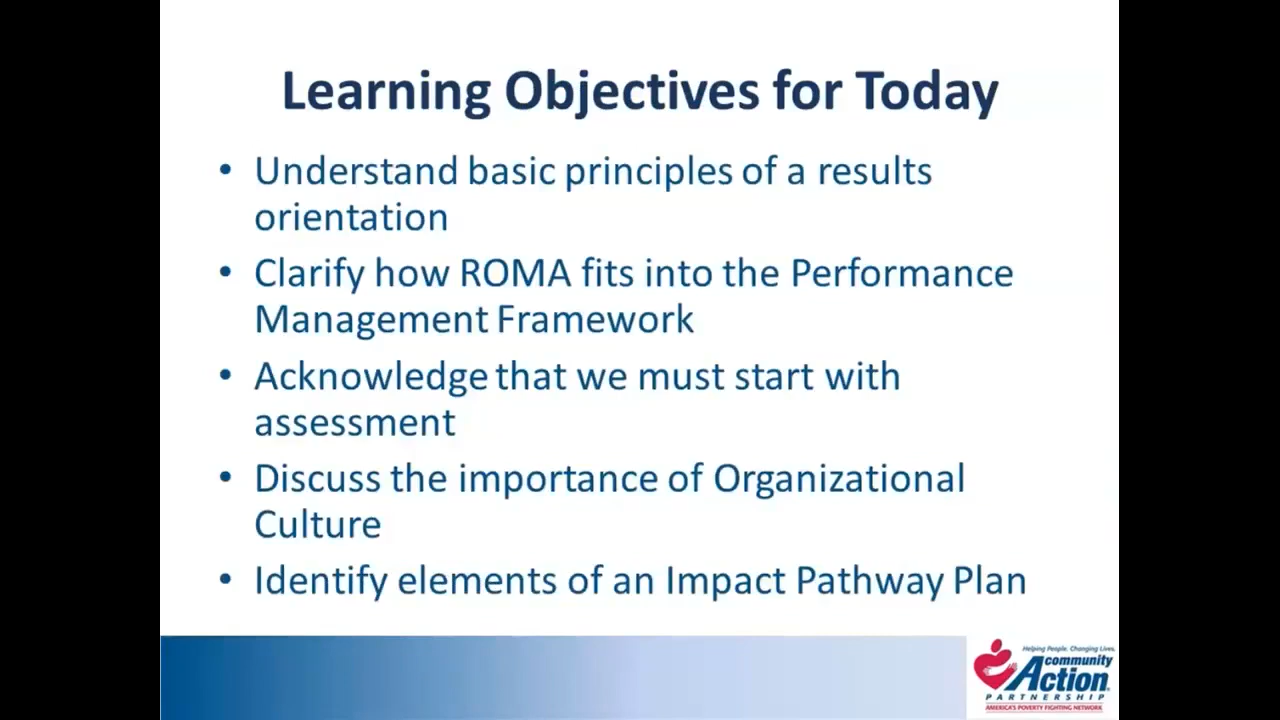 Learning Objectives for Today
• Understand basic principles of a results
orientation
• Clarify how ROMA fits into the Performance
Management Framework
• Acknowledge that we must start with
assessment
• Discuss the importance of Organizational
Culture
• Identify elements of an Impact Pathway Plan
Helping People. Changing Lives.
community
Action
PARTNERSHIP
AMERICA'S POVERTY FIGHTING NETWORK